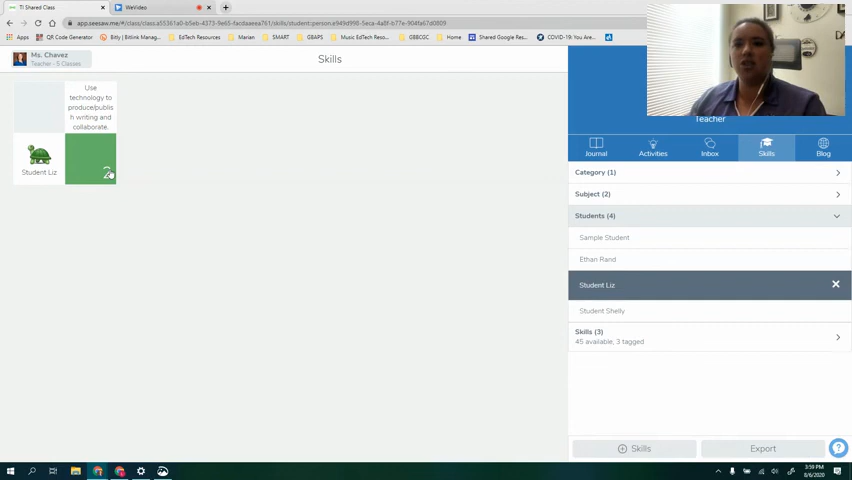 TI Shared Class
WeVideo
app.seesaw.me/#/class/class.a55361a0-b5eb-4373-9e65-facdaaeea761/skills/student:person.e949d998-5eca-4a6f-b77e-904fa67d0809
Apps
QR Code Generator
Bitly | Bitlink Manag...
EdTech Resources
Marian
SMART
GBAPS
Music EdTech Resor...
GBBCGC
Home
Shared Google Res...
COVID-19: You Are...
Ms. Chavez
Teacher - 5 Classes
Skills
Use
technology to
produce/publis
h writing and
collaborate.
Student Liz
2
Teacher
Journal
Activities
Inbox
Skills
Blog
Category (1)
Subject (2)
Students (4)
Sample Student
Ethan Rand
Student Liz
Student Shelly
Skills (3)
45 available, 3 tagged
Skills
Export
?
3:59 PM
8/6/2020